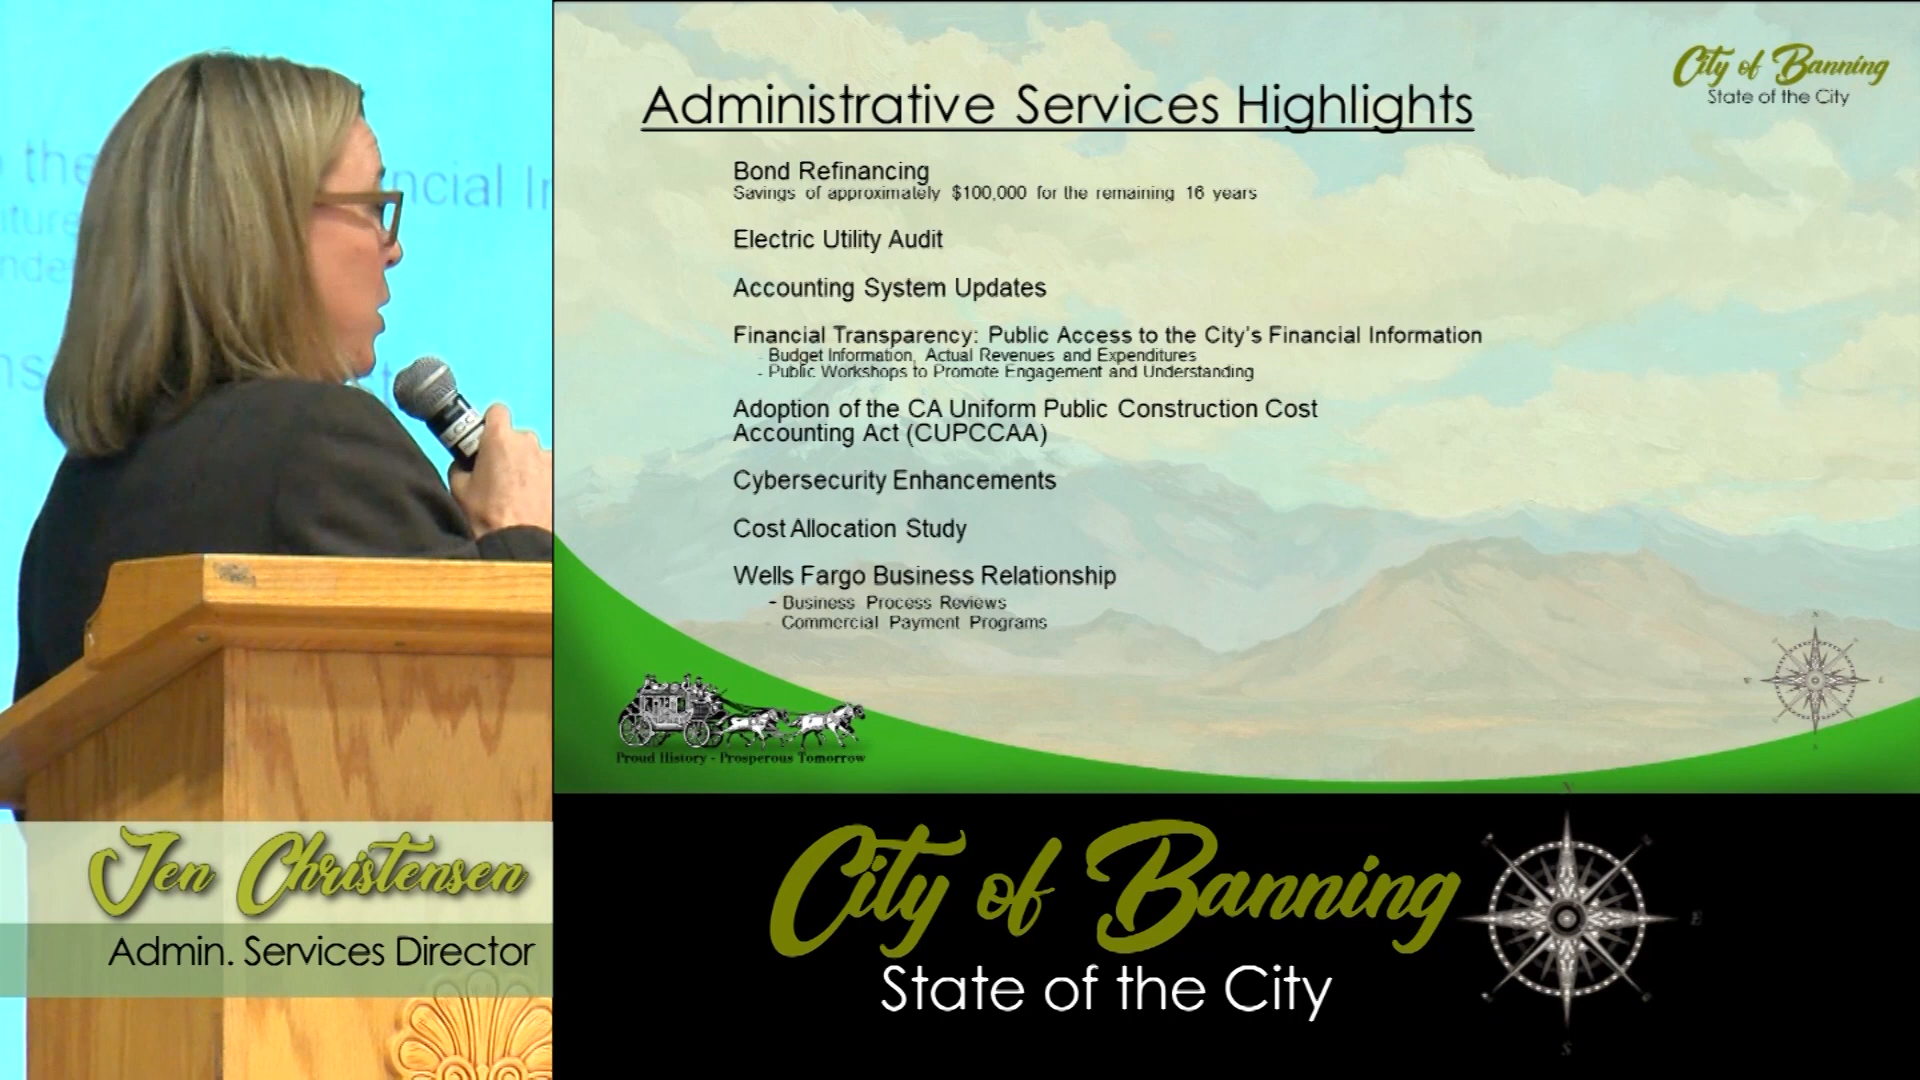 City of Banning
State of the City
Administrative Services Highlights
Bond Refinancing
Savings of approximately $100,000 for the remaining 16 years
Electric Utility Audit
Accounting System Updates
Financial Transparency: Public Access to the City's Financial Information
- Budget Information, Actual Revenues and Expenditures
- Public Workshops to Promote Engagement and Understanding
Adoption of the CA Uniform Public Construction Cost
Accounting Act (CUPCCAA)
Cybersecurity Enhancements
Cost Allocation Study
Wells Fargo Business Relationship
- Business Process Reviews
Commercial Payment Programs
Proud History - Prosperous Tomorrow
the
ncial I
Jen Christensen
Admin. Services Director
City of Banning
State of the City
N
E
S